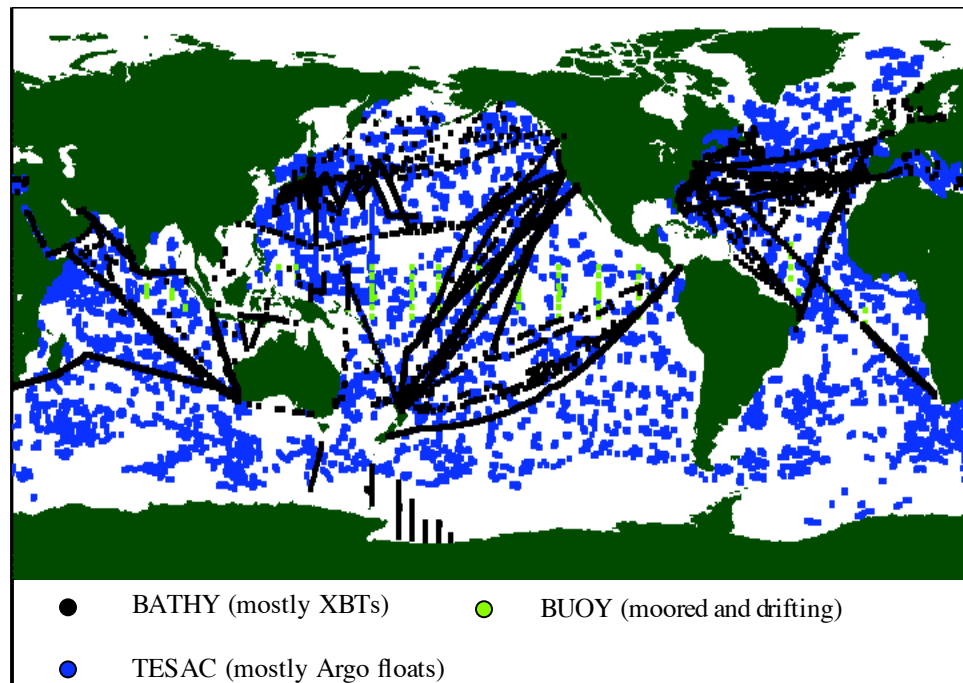 BATHY (mostly XBTs)
BUOY (moored and drifting)
TESAC (mostly Argo floats)